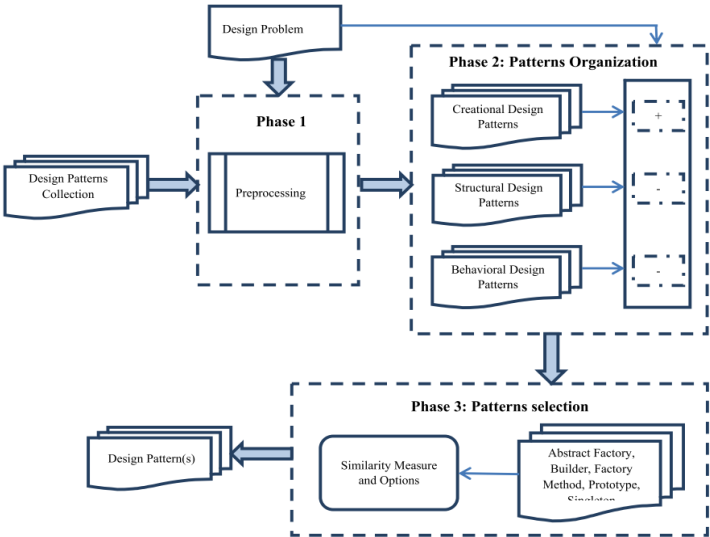 Design Problem
Phase 2: Patterns Organization
Creational Design
Patterns
+
Phase 1
Design Patterns
Collection
Preprocessing
Structural Design
Patterns
-
Behavioral Design
Patterns
-
Phase 3: Patterns selection
Design Pattern(s)
Similarity Measure
and Options
Abstract Factory,
Builder, Factory
Method, Prototype,
Singleton